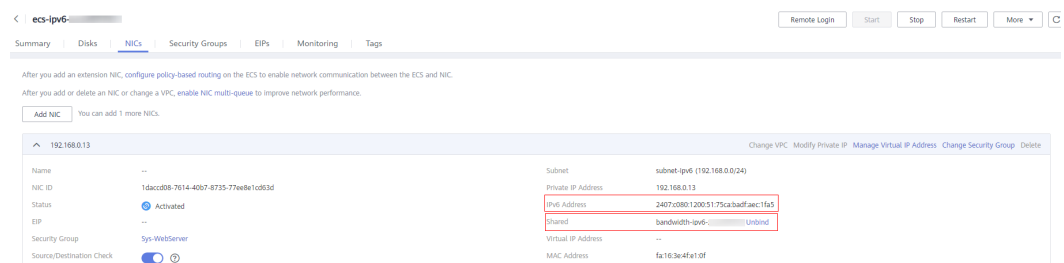 ecs-ipv6-
Remote Login Start Stop Restart More
Summary Disks NICs Security Groups EIPs Monitoring Tags
After you add an extension NIC, configure policy-based routing on the ECS to enable network communication between the ECS and NIC.
After you add or delete an NIC or change a VPC, enable NIC multi-queue to improve network performance.
Add NIC You can add 1 more NICs.
192.168.0.13 Change VPC Modify Private IP Manage Virtual IP Address Change Security Group Delete
Name -- Subnet subnet-ipv6 (192.168.0.0/24)
NIC ID 1daccd08-7614-40b7-8735-77ee8e1cd63d Private IP Address 192.168.0.13
Status Activated IPv6 Address 2407:c080:1200:51:75ca:badf:aec:1fa5
EIP -- Shared bandwidth-ipv6- Unbind
Security Group Sys-WebServer Virtual IP Address --
Source/Destination Check MAC Address fa:16:3e:4f:e1:0f